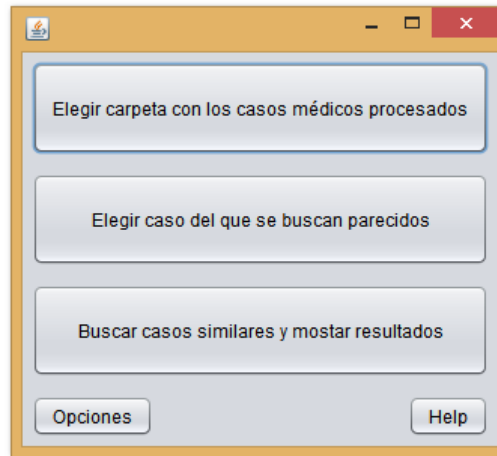 Elegir carpeta con los casos médicos procesados
Elegir caso del que se buscan parecidos
Buscar casos similares y mostar resultados
Opciones
Help